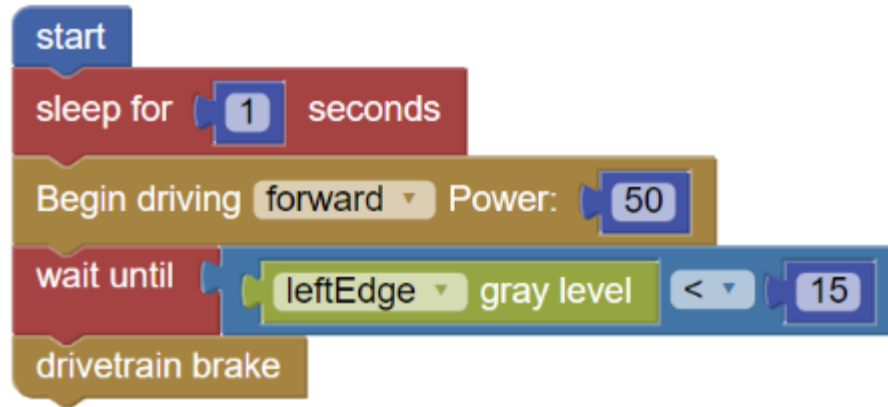 start
sleep for 1 seconds
Begin driving forward Power: 50
wait until leftEdge gray level < 15
drivetrain brake